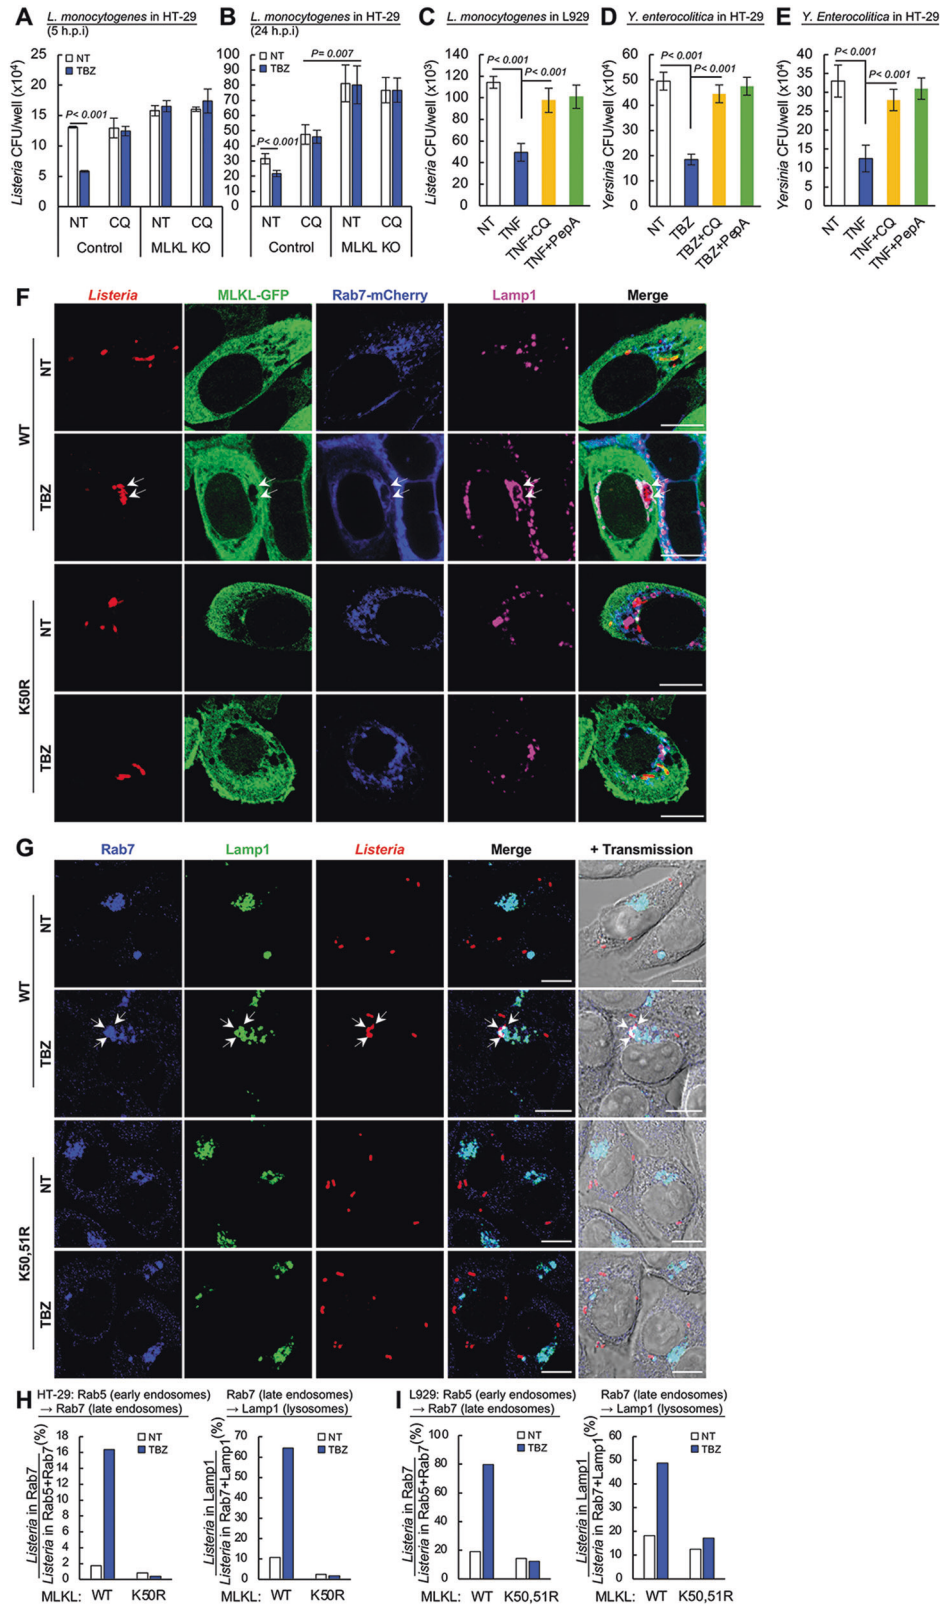 A
L. monocytogenes in HT-29
(5 h.p.i)
Listeria CFU/well (x10⁴)
25
20
15
10
5
0
NT
TBZ
P< 0.001
NT CQ NT CQ
Control MLKL KO
B
L. monocytogenes in HT-29
(24 h.p.i)
100
90
80
70
60
50
40
30
20
10
0
NT
TBZ
P= 0.007
P< 0.001
NT CQ NT CQ
Control MLKL KO
C
L. monocytogenes in L929
Listeria CFU/well (x10³)
140
120
100
80
60
40
20
0
P< 0.001
P< 0.001
NT
TNF
TNF+CQ
TNF+PepA
D
Y. enterocolitica in HT-29
Yersinia CFU/well (x10⁴)
60
50
40
30
20
10
0
P< 0.001
P< 0.001
NT
TBZ
TBZ+CQ
TBZ+PepA
E
Y. Enterocolitica in HT-29
Yersinia CFU/well (x10⁴)
40
35
30
25
20
15
10
5
0
P< 0.001
P< 0.001
NT
TNF
TNF+CQ
TNF+PepA
F
Listeria MLKL-GFP Rab7-mCherry Lamp1 Merge
WT
NT
TBZ
K50R
NT
TBZ
G
Rab7 Lamp1 Listeria Merge + Transmission
WT
NT
TBZ
K50,51R
NT
TBZ
H
HT-29: Rab5 (early endosomes)
→ Rab7 (late endosomes)
Listeria in Rab7
Listeria in Rab5+Rab7
(%)
18
16
14
12
10
8
6
4
2
0
NT
TBZ
MLKL: WT K50R
Rab7 (late endosomes)
→ Lamp1 (lysosomes)
Listeria in Lamp1
Listeria in Rab7+Lamp1
(%)
70
60
50
40
30
20
10
0
NT
TBZ
WT K50R
I
L929: Rab5 (early endosomes)
→ Rab7 (late endosomes)
Listeria in Rab7
Listeria in Rab5+Rab7
(%)
100
80
60
40
20
0
NT
TBZ
MLKL: WT K50,51R
Rab7 (late endosomes)
→ Lamp1 (lysosomes)
Listeria in Lamp1
Listeria in Rab7+Lamp1
(%)
60
50
40
30
20
10
0
NT
TBZ
WT K50,51R